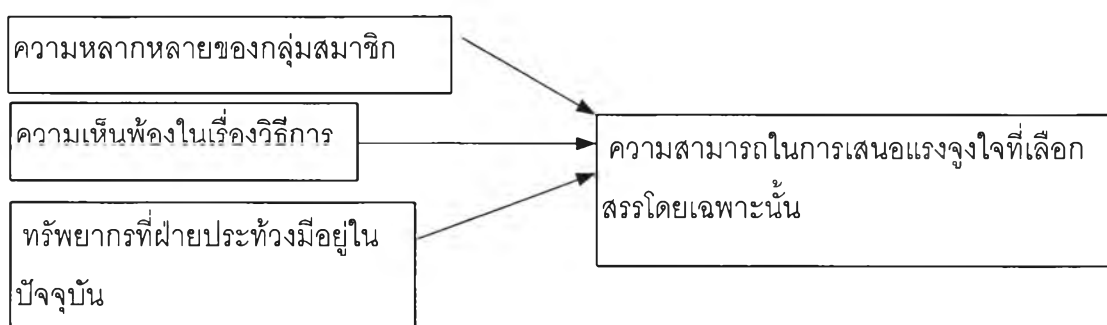 ความหลากหลายของกลุ่มสมาชิก
ความเห็นพ้องในเรื่องวิธีการ
ความสามารถในการเสนอแรงจูงใจที่เลือก
สรรโดยเฉพาะนั้น
ทรัพยากรที่ฝ่ายประท้วงมีอยู่ใน
ปัจจุบัน